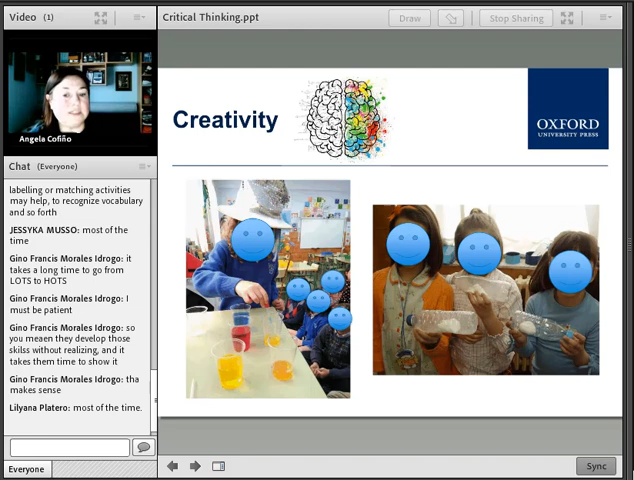 Video (1)
Angela Cofiño
Chat (Everyone)
labelling or matching activities
may help, to recognize vocabulary
and so forth
JESSYKA MUSSO: most of the
time
Gino Francis Morales Idrogo: it
takes a long time to go from
LOTS to HOTS
Gino Francis Morales Idrogo: I
must be patient
Gino Francis Morales Idrogo: so
you meaen they develop those
skilss without realizing, and it
takes them time to show it
Gino Francis Morales Idrogo: tha
makes sense
Lilyana Platero: most of the time.
Everyone
Critical Thinking.ppt
Draw
Stop Sharing
Creativity
OXFORD
UNIVERSITY PRESS
Sync